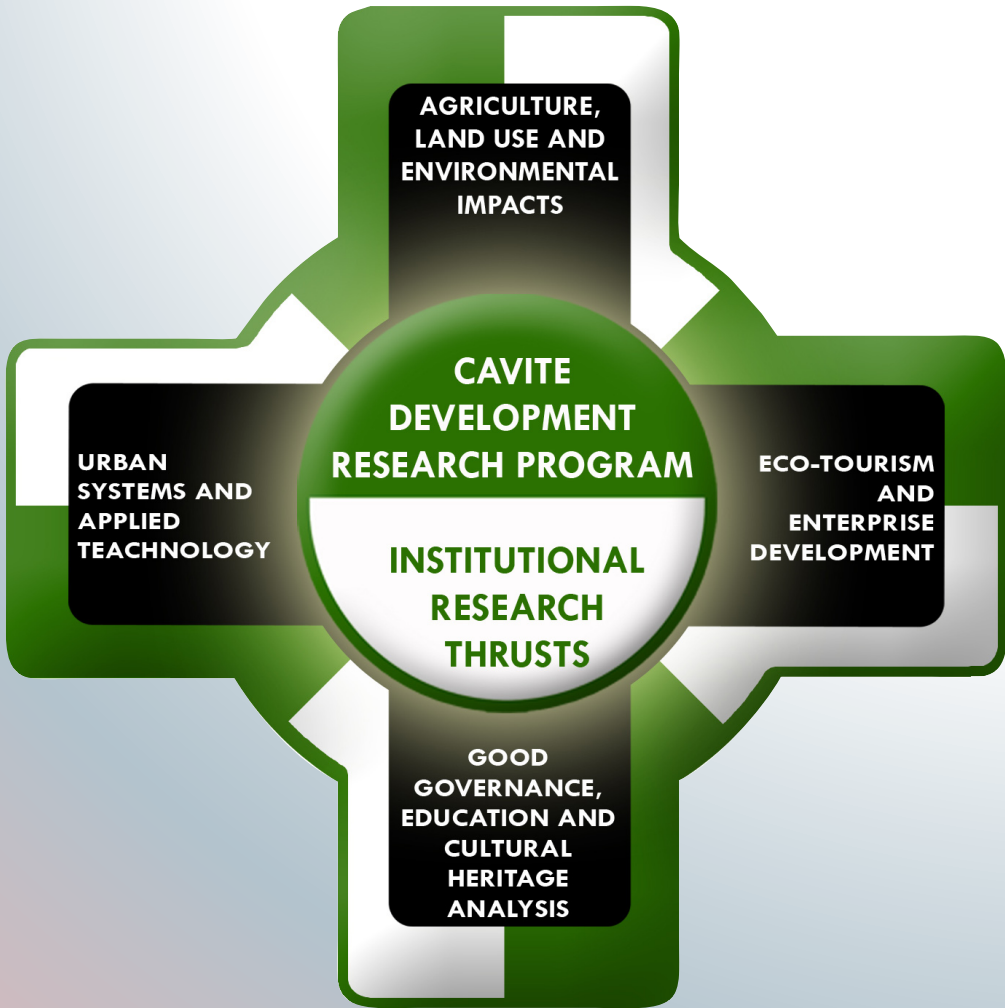 AGRICULTURE,
LAND USE AND
ENVIRONMENTAL
IMPACTS
CAVITE
DEVELOPMENT
RESEARCH PROGRAM
INSTITUTIONAL
RESEARCH
THRUSTS
URBAN
SYSTEMS AND
APPLIED
TEACHNOLOGY
ECO-TOURISM
AND
ENTERPRISE
DEVELOPMENT
GOOD
GOVERNANCE,
EDUCATION AND
CULTURAL
HERITAGE
ANALYSIS